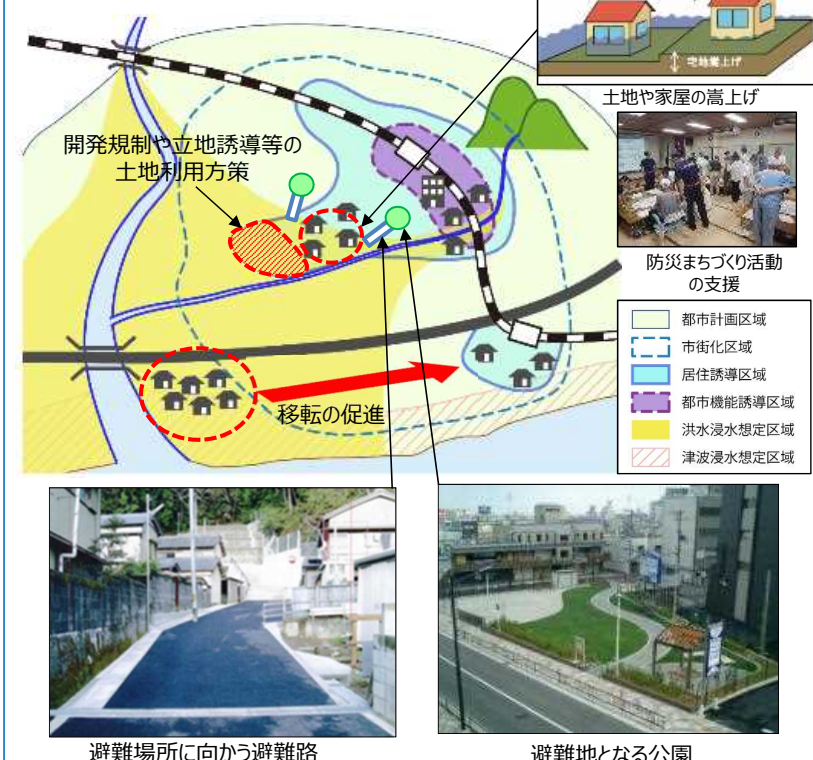 宅地嵩上げ
土地や家屋の嵩上げ
開発規制や立地誘導等の
土地利用方策
防災まちづくり活動
の支援
都市計画区域
市街化区域
居住誘導区域
都市機能誘導区域
洪水浸水想定区域
津波浸水想定区域
移転の促進
避難場所に向かう避難路
避難地となる公園